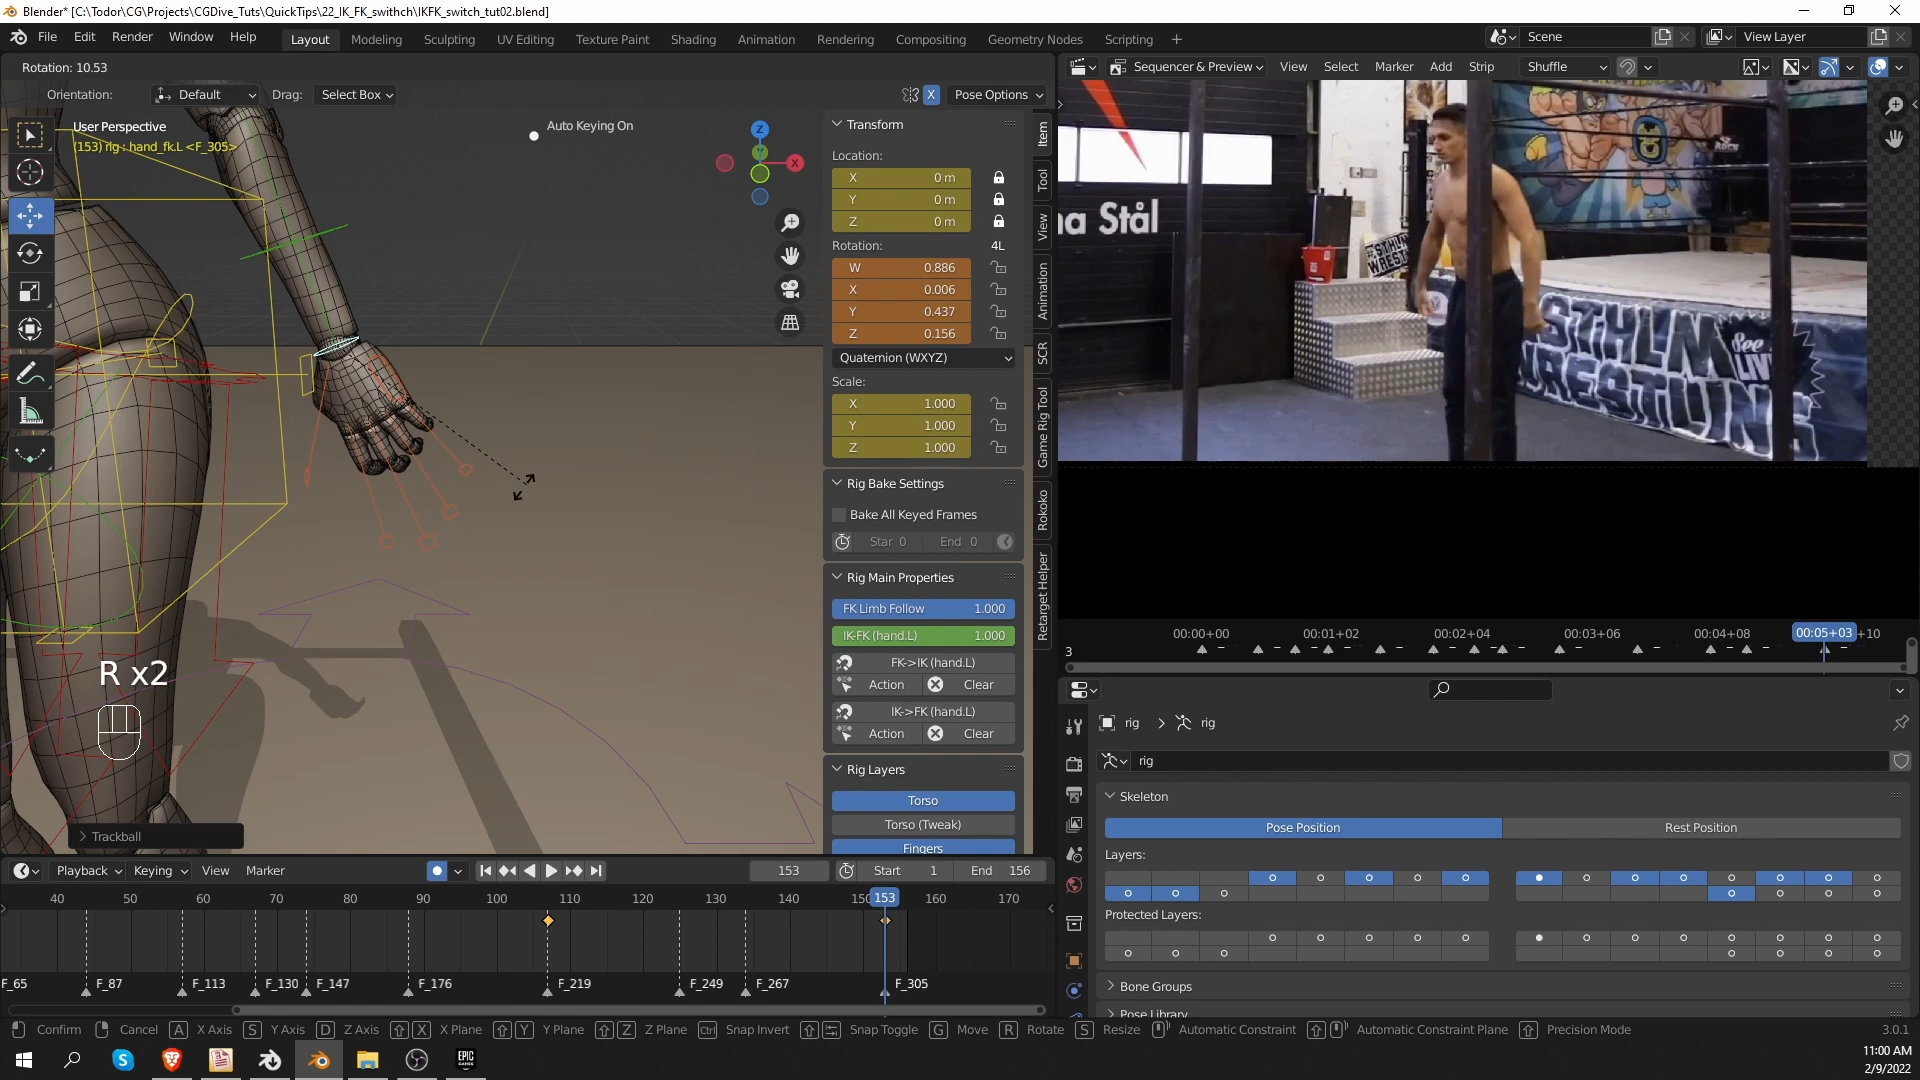 Blender* [C:\Todor\CG\Projects\CGDive_Tuts\QuickTips\22_IK_FK_swithch\IKFK_switch_tut02.blend]
File Edit Render Window Help Layout Modeling Sculpting UV Editing Texture Paint Shading Animation Rendering Compositing Geometry Nodes Scripting + Scene View Layer
Rotation: 10.53
Sequencer & Preview View Select Marker Add Strip Shuffle
Orientation: Default Drag: Select Box X Pose Options
User Perspective
(153) rig : hand_fk.L <F_305>
Auto Keying On
Z
X
Transform
Location:
X 0 m
Y 0 m
Z 0 m
Rotation: 4L
W 0.886
X 0.006
Y 0.437
Z 0.156
Quaternion (WXYZ)
Scale:
X 1.000
Y 1.000
Z 1.000
Rig Bake Settings
Bake All Keyed Frames
Star 0 End 0
Rig Main Properties
FK Limb Follow 1.000
IK-FK (hand.L) 1.000
FK->IK (hand.L)
Action Clear
IK->FK (hand.L)
Action Clear
Rig Layers
Torso
Torso (Tweak)
Fingers
Item
Tool
View
Animation
SCR
Game Rig Tool
Rokoko
Retarget Helper
na Stål
#STHLM
WRESTLING
STHLM
WRESTLING
See
LIVE
R x2
Trackball
00:00+00 00:01+02 00:02+04 00:03+06 00:04+08 00:05+03 +10
3
rig > rig
rig
Skeleton
Pose Position Rest Position
Layers:
Protected Layers:
Bone Groups
Pose Library
Playback Keying View Marker 153 Start 1 End 156
40 50 60 70 80 90 100 110 120 130 140 150 153 160 170
F_65 F_87 F_113 F_130 F_147 F_176 F_219 F_249 F_267 F_305
Confirm Cancel A X Axis S Y Axis D Z Axis X X Plane Y Y Plane Z Z Plane Ctrl Snap Invert Snap Toggle G Move R Rotate S Resize Automatic Constraint Automatic Constraint Plane Precision Mode 3.0.1
EPIC
GAMES
11:00 AM
2/9/2022